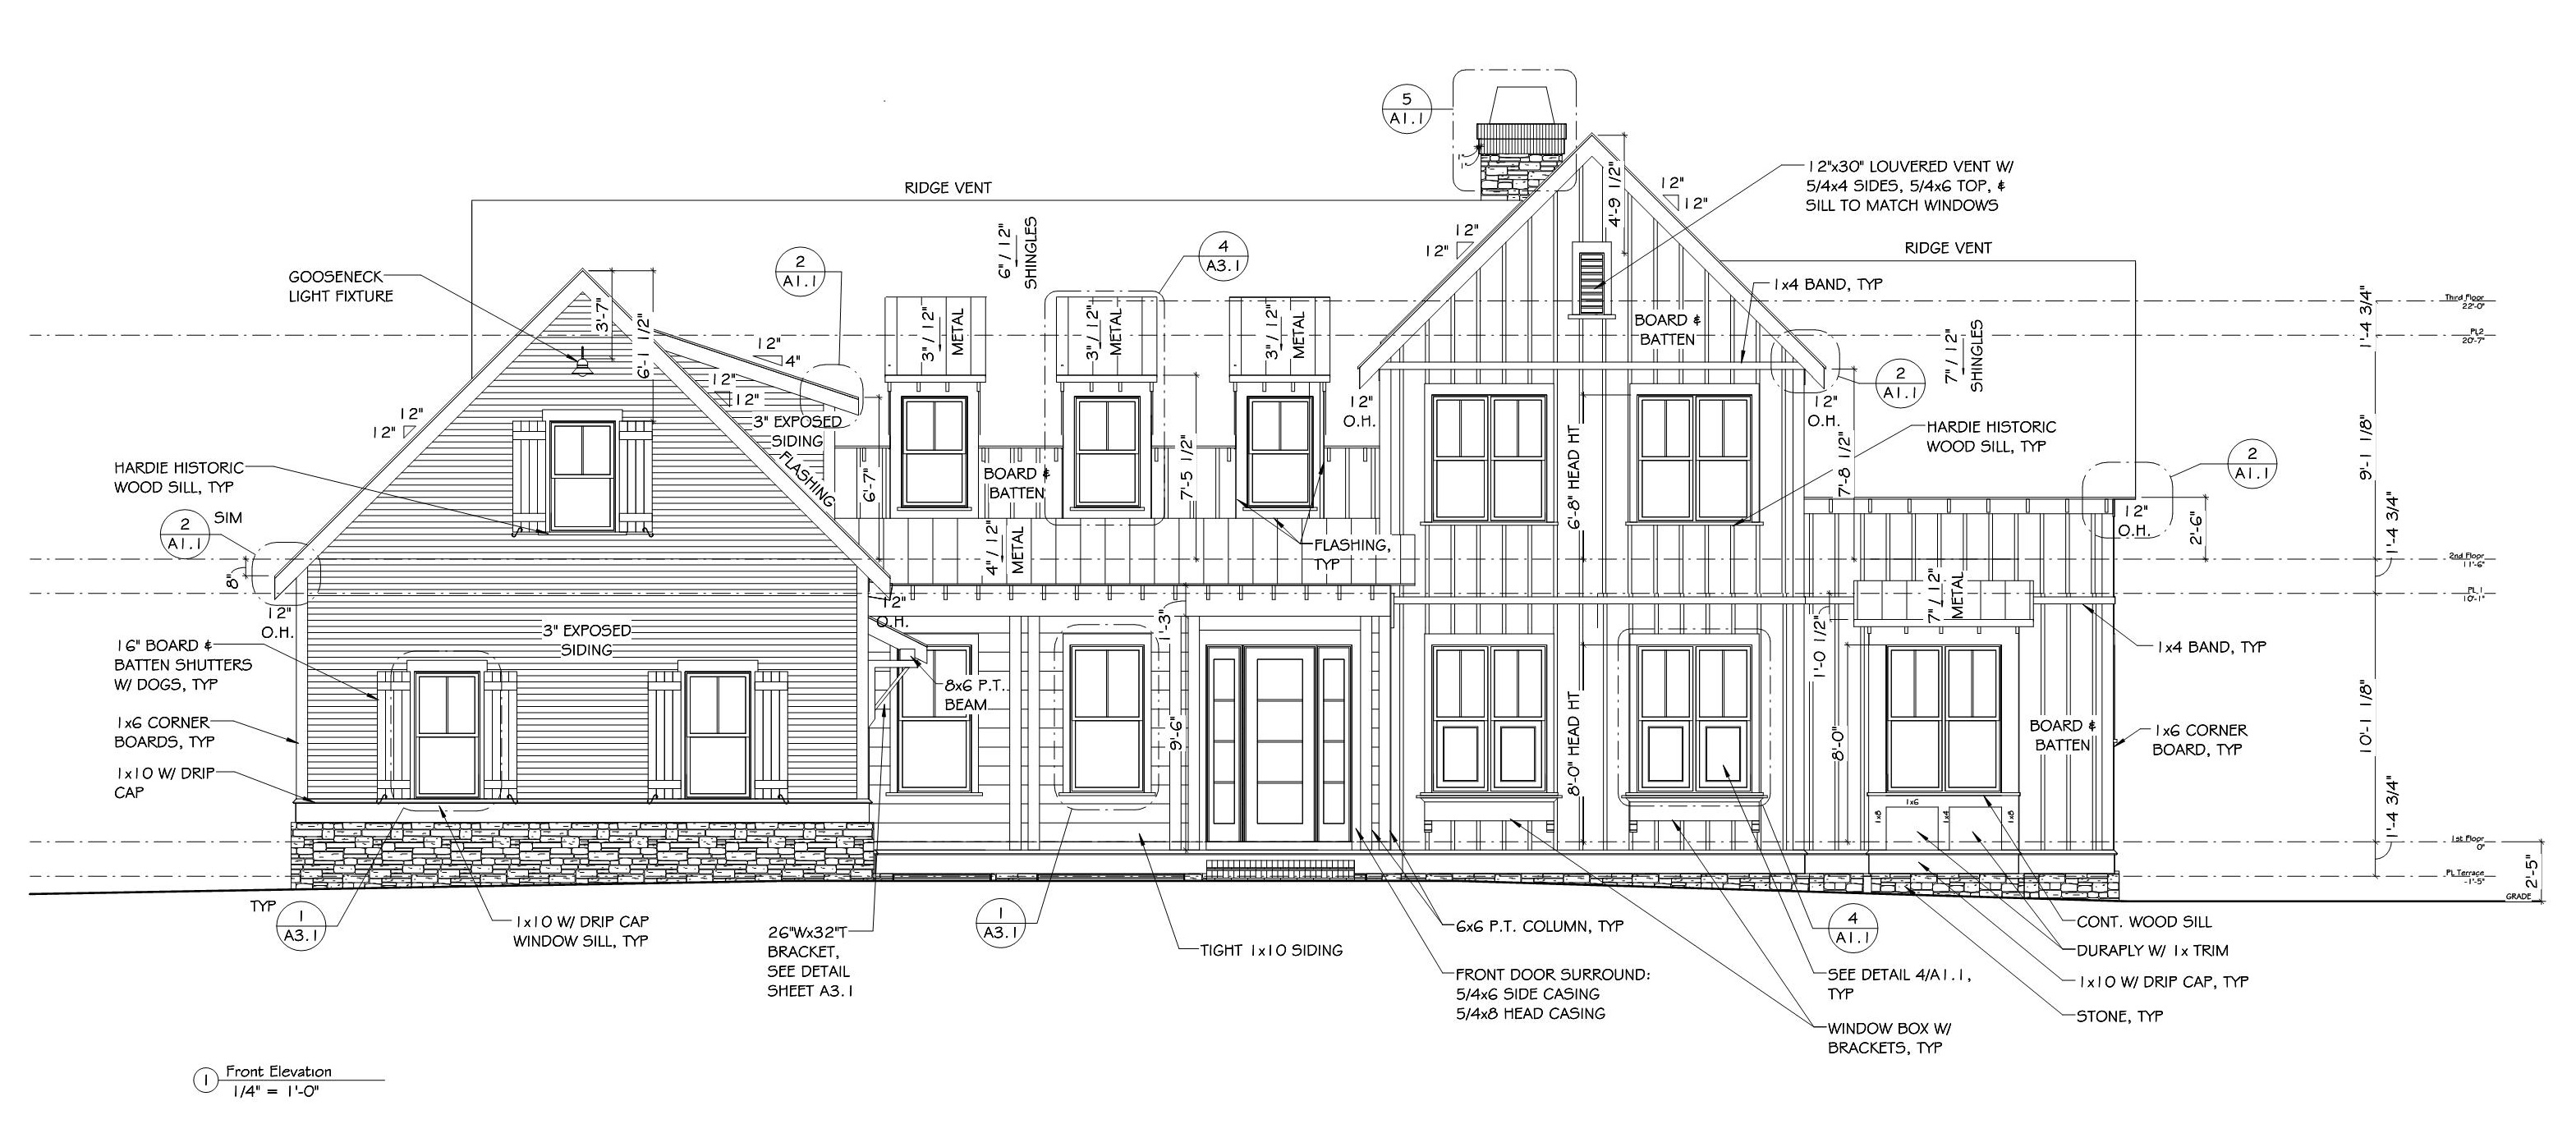 5
A1.1
1"
12"x30" LOUVERED VENT W/
5/4x4 SIDES, 5/4x6 TOP, &
SILL TO MATCH WINDOWS
4'-9 1/2"
12"
12"
RIDGE VENT
12"
12"
6" / 12"
SHINGLES
4
A3.1
RIDGE VENT
2
A1.1
GOOSENECK
LIGHT FIXTURE
1x4 BAND, TYP
3'-7"
6'-1 1/2"
Third Floor
22'-0"
1'-4 3/4"
PL2
20'-7"
BOARD &
BATTEN
3" / 12"
METAL
3" / 12"
METAL
3" / 12"
METAL
12"
4"
12"
12"
7" / 12"
SHINGLES
2
A1.1
12"
12"
12"
O.H.
12"
O.H.
3" EXPOSED
SIDING
FLASHING
HARDIE HISTORIC
WOOD SILL, TYP
HARDIE HISTORIC
WOOD SILL, TYP
6'-7"
BOARD &
BATTEN
7'-5 1/2"
6'-8" HEAD HT
7'-8 1/2"
9'-1 1/8"
2
A1.1
12"
O.H.
2'-6"
1'-4 3/4"
2
A1.1
SIM
8"
12"
O.H.
4" / 12"
METAL
FLASHING,
TYP
2nd Floor
11'-6"
PL 1
10'-1"
7" / 12"
METAL
12"
O.H.
1'-3"
3" EXPOSED
SIDING
16" BOARD &
BATTEN SHUTTERS
W/ DOGS, TYP
1'-0 1/2"
1x4 BAND, TYP
8x6 P.T.
BEAM
1x6 CORNER
BOARDS, TYP
9'-6"
8'-0" HEAD HT
8'-0"
BOARD &
BATTEN
1x6 CORNER
BOARD, TYP
10'-1 1/8"
1x10 W/ DRIP
CAP
1x6
1x8
1x4
1x8
1'-4 3/4"
1st Floor
0"
PL Terrace
-1'-5"
2'-5"
GRADE
TYP
1
A3.1
1x10 W/ DRIP CAP
WINDOW SILL, TYP
26"Wx32"T
BRACKET,
SEE DETAIL
SHEET A3.1
1
A3.1
TIGHT 1x10 SIDING
6x6 P.T. COLUMN, TYP
FRONT DOOR SURROUND:
5/4x6 SIDE CASING
5/4x8 HEAD CASING
4
A1.1
SEE DETAIL 4/A1.1,
TYP
WINDOW BOX W/
BRACKETS, TYP
CONT. WOOD SILL
DURAPLY W/ 1x TRIM
1x10 W/ DRIP CAP, TYP
STONE, TYP
1
Front Elevation
1/4" = 1'-0"